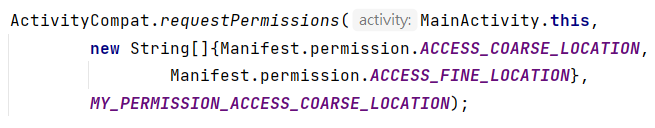 ActivityCompat.requestPermissions( activity: MainActivity.this,
new String[]{Manifest.permission.ACCESS_COARSE_LOCATION,
Manifest.permission.ACCESS_FINE_LOCATION},
MY_PERMISSION_ACCESS_COARSE_LOCATION);